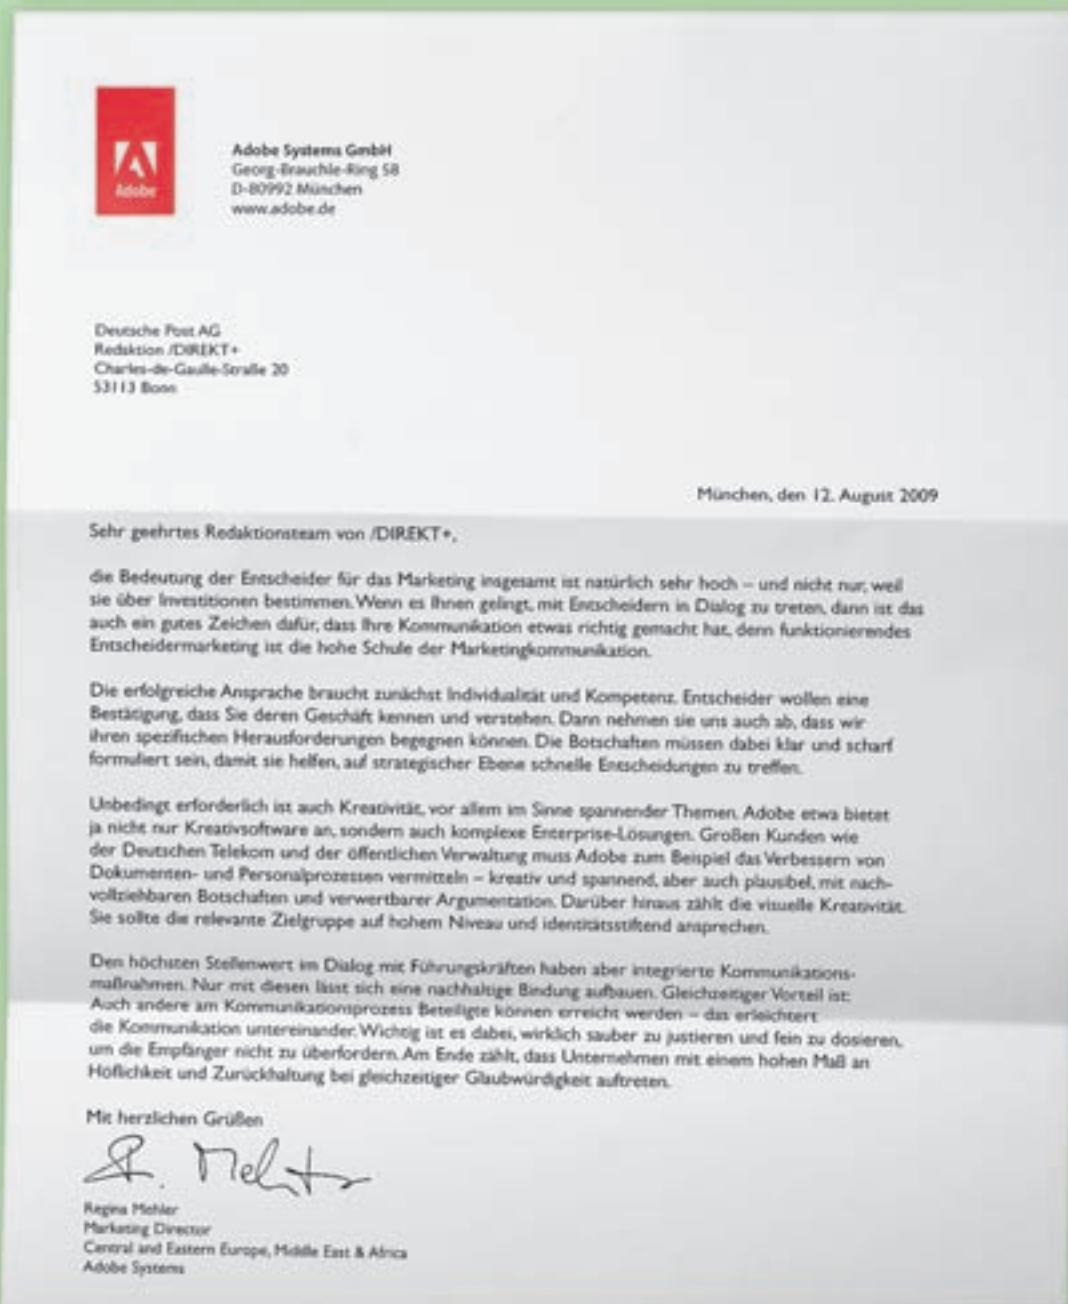 Adobe
Adobe Systems GmbH
Georg-Brauchle-Ring 58
D-80992 München
www.adobe.de
Deutsche Post AG
Redaktion /DIREKT+
Charles-de-Gaulle-Straße 20
53113 Bonn
München, den 12. August 2009
Sehr geehrtes Redaktionsteam von /DIREKT+,
die Bedeutung der Entscheider für das Marketing insgesamt ist natürlich sehr hoch – und nicht nur, weil
sie über Investitionen bestimmen. Wenn es Ihnen gelingt, mit Entscheidern in Dialog zu treten, dann ist das
auch ein gutes Zeichen dafür, dass Ihre Kommunikation etwas richtig gemacht hat, denn funktionierendes
Entscheidermarketing ist die hohe Schule der Marketingkommunikation.
Die erfolgreiche Ansprache braucht zunächst Individualität und Kompetenz. Entscheider wollen eine
Bestätigung, dass Sie deren Geschäft kennen und verstehen. Dann nehmen sie uns auch ab, dass wir
ihren spezifischen Herausforderungen begegnen können. Die Botschaften müssen dabei klar und scharf
formuliert sein, damit sie helfen, auf strategischer Ebene schnelle Entscheidungen zu treffen.
Unbedingt erforderlich ist auch Kreativität, vor allem im Sinne spannender Themen. Adobe etwa bietet
ja nicht nur Kreativsoftware an, sondern auch komplexe Enterprise-Lösungen. Großen Kunden wie
der Deutschen Telekom und der öffentlichen Verwaltung muss Adobe zum Beispiel das Verbessern von
Dokumenten- und Personalprozessen vermitteln – kreativ und spannend, aber auch plausibel, mit nach-
vollziehbaren Botschaften und verwertbarer Argumentation. Darüber hinaus zählt die visuelle Kreativität.
Sie sollte die relevante Zielgruppe auf hohem Niveau und identitätsstiftend ansprechen.
Den höchsten Stellenwert im Dialog mit Führungskräften haben aber integrierte Kommunikations-
maßnahmen. Nur mit diesen lässt sich eine nachhaltige Bindung aufbauen. Gleichzeitiger Vorteil ist:
Auch andere am Kommunikationsprozess Beteiligte können erreicht werden – das erleichtert
die Kommunikation untereinander. Wichtig ist es dabei, wirklich sauber zu justieren und fein zu dosieren,
um die Empfänger nicht zu überfordern. Am Ende zählt, dass Unternehmen mit einem hohen Maß an
Höflichkeit und Zurückhaltung bei gleichzeitiger Glaubwürdigkeit auftreten.
Mit herzlichen Grüßen
Regina Mehler
Marketing Director
Central and Eastern Europe, Middle East & Africa
Adobe Systems